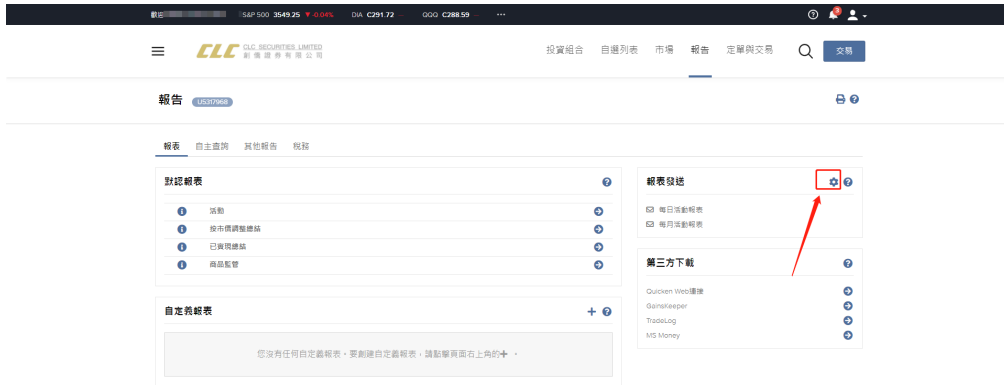 歡迎 S&P 500 3549.25 ▼ -0.04% DIA 291.72 -- QQQ C288.59 -- ···
3
CLC CLC SECURITIES LIMITED
創僑證券有限公司
投資組合 自選列表 市場 報告 定單與交易 交易
報告 U5317968
報表 自主查詢 其他報告 稅務
默認報表
活動
按市價調整總結
已實現總結
商品監管
自定義報表
您沒有任何自定義報表。要創建自定義報表，請點擊頁面右上角的+ 。
報表發送
每日活動報表
每月活動報表
第三方下載
Quicken Web連接
GainsKeeper
TradeLog
MS Money